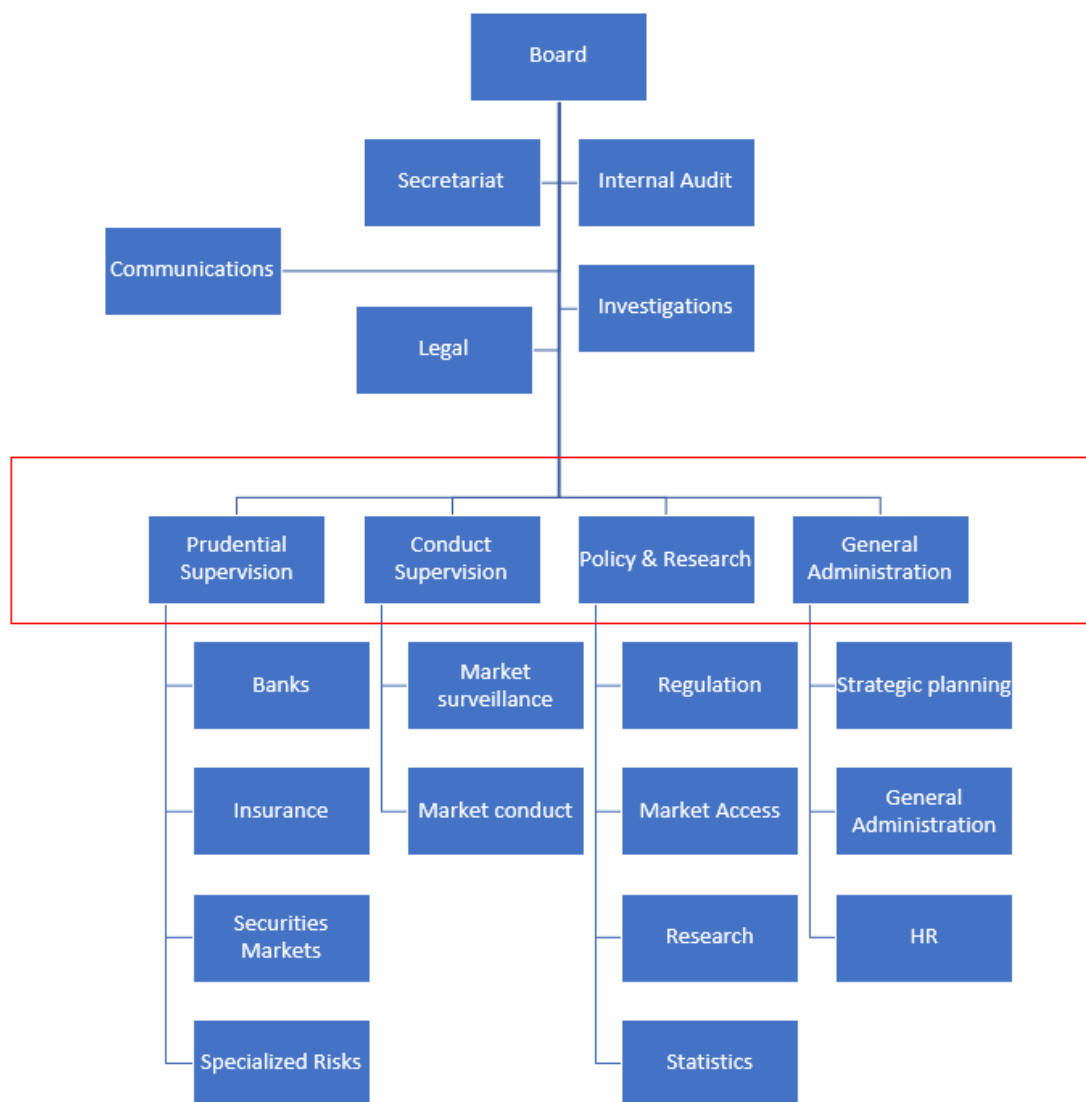 Board
Secretariat
Internal Audit
Communications
Investigations
Legal
Prudential
Supervision
Conduct
Supervision
Policy & Research
General
Administration
Banks
Market
surveillance
Regulation
Strategic planning
Insurance
Market conduct
Market Access
General
Administration
Securities
Markets
Research
HR
Specialized Risks
Statistics